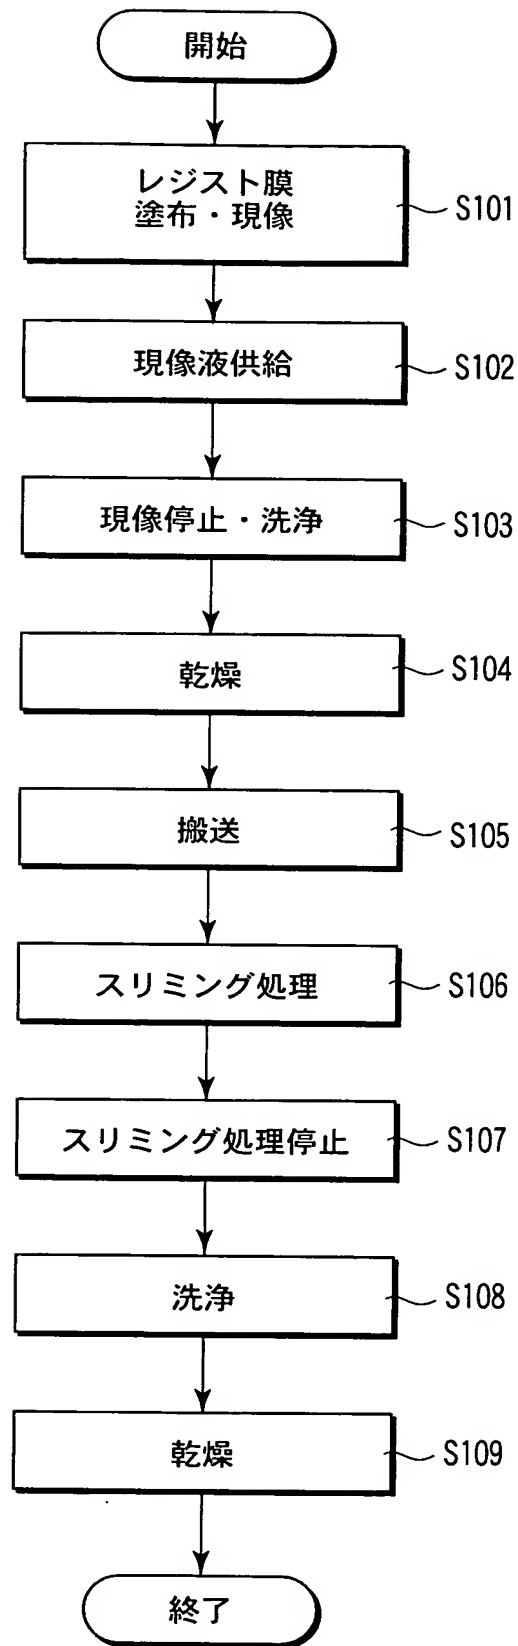 開始
レジスト膜
塗布・現像
S101
現像液供給
S102
現像停止・洗浄
S103
乾燥
S104
搬送
S105
スリミング処理
S106
スリミング処理停止
S107
洗浄
S108
乾燥
S109
終了